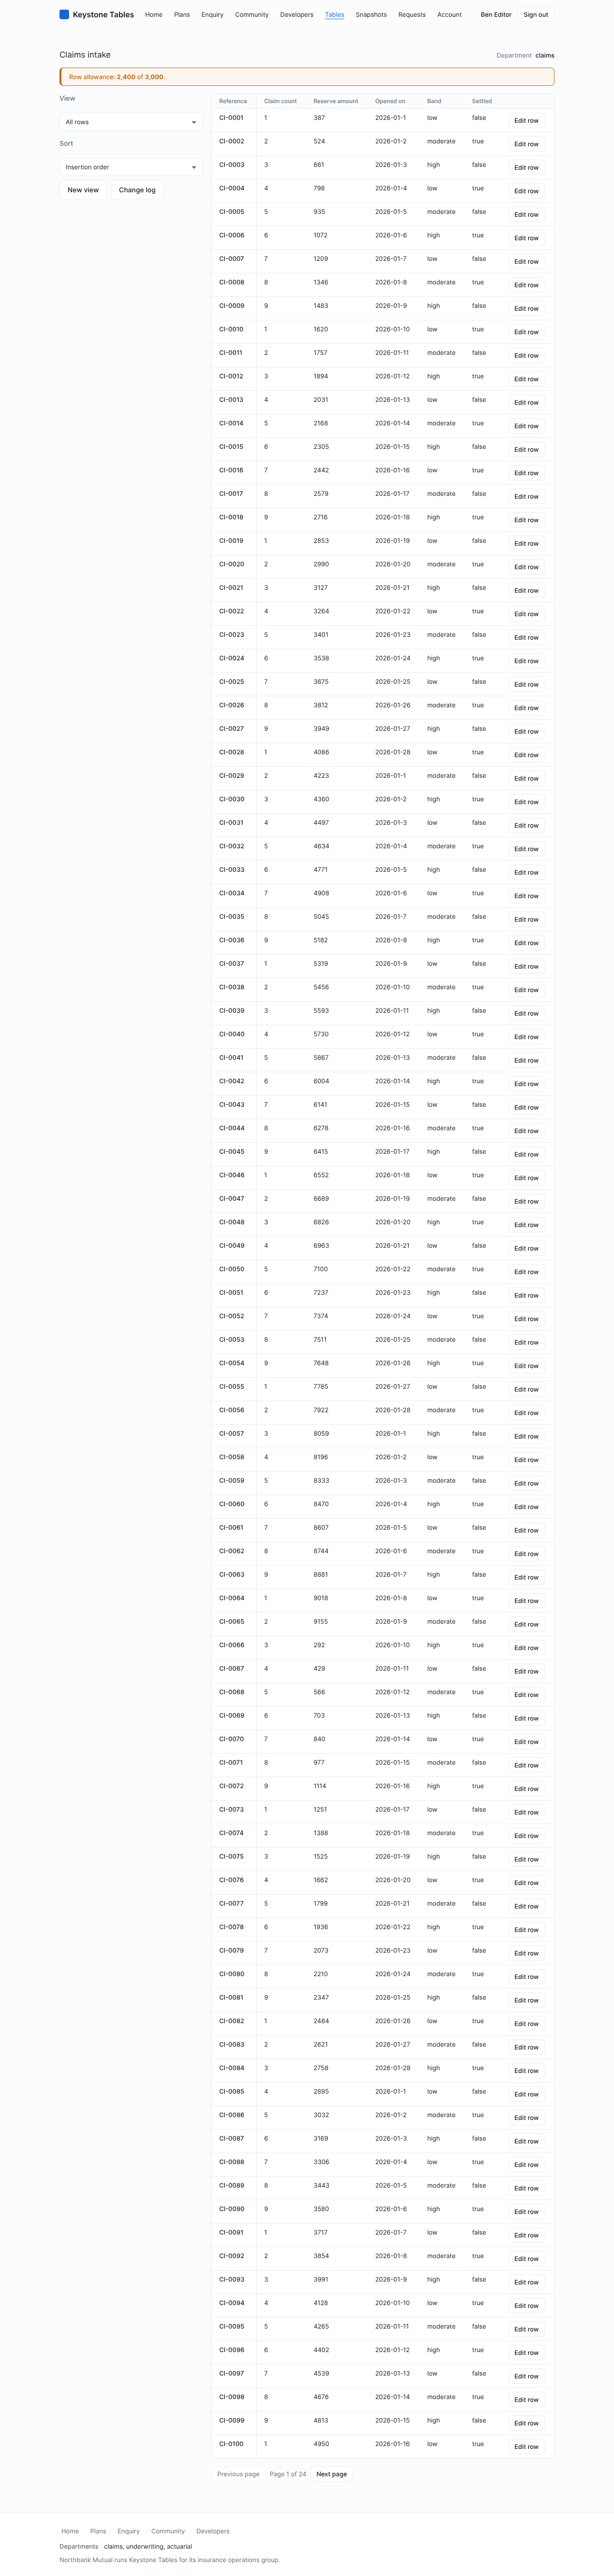 Keystone Tables Home Plans Enquiry Community Developers Tables Snapshots Requests Account Ben Editor Sign out
Claims intake Department claims
Row allowance: 2,400 of 3,000.
View
All rows
Sort
Insertion order
New view Change log
Reference Claim count Reserve amount Opened on Band Settled
CI-0001 1 387 2026-01-1 low false Edit row
CI-0002 2 524 2026-01-2 moderate true Edit row
CI-0003 3 661 2026-01-3 high false Edit row
CI-0004 4 798 2026-01-4 low true Edit row
CI-0005 5 935 2026-01-5 moderate false Edit row
CI-0006 6 1072 2026-01-6 high true Edit row
CI-0007 7 1209 2026-01-7 low false Edit row
CI-0008 8 1346 2026-01-8 moderate true Edit row
CI-0009 9 1483 2026-01-9 high false Edit row
CI-0010 1 1620 2026-01-10 low true Edit row
CI-0011 2 1757 2026-01-11 moderate false Edit row
CI-0012 3 1894 2026-01-12 high true Edit row
CI-0013 4 2031 2026-01-13 low false Edit row
CI-0014 5 2168 2026-01-14 moderate true Edit row
CI-0015 6 2305 2026-01-15 high false Edit row
CI-0016 7 2442 2026-01-16 low true Edit row
CI-0017 8 2579 2026-01-17 moderate false Edit row
CI-0018 9 2716 2026-01-18 high true Edit row
CI-0019 1 2853 2026-01-19 low false Edit row
CI-0020 2 2990 2026-01-20 moderate true Edit row
CI-0021 3 3127 2026-01-21 high false Edit row
CI-0022 4 3264 2026-01-22 low true Edit row
CI-0023 5 3401 2026-01-23 moderate false Edit row
CI-0024 6 3538 2026-01-24 high true Edit row
CI-0025 7 3675 2026-01-25 low false Edit row
CI-0026 8 3812 2026-01-26 moderate true Edit row
CI-0027 9 3949 2026-01-27 high false Edit row
CI-0028 1 4086 2026-01-28 low true Edit row
CI-0029 2 4223 2026-01-1 moderate false Edit row
CI-0030 3 4360 2026-01-2 high true Edit row
CI-0031 4 4497 2026-01-3 low false Edit row
CI-0032 5 4634 2026-01-4 moderate true Edit row
CI-0033 6 4771 2026-01-5 high false Edit row
CI-0034 7 4908 2026-01-6 low true Edit row
CI-0035 8 5045 2026-01-7 moderate false Edit row
CI-0036 9 5182 2026-01-8 high true Edit row
CI-0037 1 5319 2026-01-9 low false Edit row
CI-0038 2 5456 2026-01-10 moderate true Edit row
CI-0039 3 5593 2026-01-11 high false Edit row
CI-0040 4 5730 2026-01-12 low true Edit row
CI-0041 5 5867 2026-01-13 moderate false Edit row
CI-0042 6 6004 2026-01-14 high true Edit row
CI-0043 7 6141 2026-01-15 low false Edit row
CI-0044 8 6278 2026-01-16 moderate true Edit row
CI-0045 9 6415 2026-01-17 high false Edit row
CI-0046 1 6552 2026-01-18 low true Edit row
CI-0047 2 6689 2026-01-19 moderate false Edit row
CI-0048 3 6826 2026-01-20 high true Edit row
CI-0049 4 6963 2026-01-21 low false Edit row
CI-0050 5 7100 2026-01-22 moderate true Edit row
CI-0051 6 7237 2026-01-23 high false Edit row
CI-0052 7 7374 2026-01-24 low true Edit row
CI-0053 8 7511 2026-01-25 moderate false Edit row
CI-0054 9 7648 2026-01-26 high true Edit row
CI-0055 1 7785 2026-01-27 low false Edit row
CI-0056 2 7922 2026-01-28 moderate true Edit row
CI-0057 3 8059 2026-01-1 high false Edit row
CI-0058 4 8196 2026-01-2 low true Edit row
CI-0059 5 8333 2026-01-3 moderate false Edit row
CI-0060 6 8470 2026-01-4 high true Edit row
CI-0061 7 8607 2026-01-5 low false Edit row
CI-0062 8 8744 2026-01-6 moderate true Edit row
CI-0063 9 8881 2026-01-7 high false Edit row
CI-0064 1 9018 2026-01-8 low true Edit row
CI-0065 2 9155 2026-01-9 moderate false Edit row
CI-0066 3 292 2026-01-10 high true Edit row
CI-0067 4 429 2026-01-11 low false Edit row
CI-0068 5 566 2026-01-12 moderate true Edit row
CI-0069 6 703 2026-01-13 high false Edit row
CI-0070 7 840 2026-01-14 low true Edit row
CI-0071 8 977 2026-01-15 moderate false Edit row
CI-0072 9 1114 2026-01-16 high true Edit row
CI-0073 1 1251 2026-01-17 low false Edit row
CI-0074 2 1388 2026-01-18 moderate true Edit row
CI-0075 3 1525 2026-01-19 high false Edit row
CI-0076 4 1662 2026-01-20 low true Edit row
CI-0077 5 1799 2026-01-21 moderate false Edit row
CI-0078 6 1936 2026-01-22 high true Edit row
CI-0079 7 2073 2026-01-23 low false Edit row
CI-0080 8 2210 2026-01-24 moderate true Edit row
CI-0081 9 2347 2026-01-25 high false Edit row
CI-0082 1 2484 2026-01-26 low true Edit row
CI-0083 2 2621 2026-01-27 moderate false Edit row
CI-0084 3 2758 2026-01-28 high true Edit row
CI-0085 4 2895 2026-01-1 low false Edit row
CI-0086 5 3032 2026-01-2 moderate true Edit row
CI-0087 6 3169 2026-01-3 high false Edit row
CI-0088 7 3306 2026-01-4 low true Edit row
CI-0089 8 3443 2026-01-5 moderate false Edit row
CI-0090 9 3580 2026-01-6 high true Edit row
CI-0091 1 3717 2026-01-7 low false Edit row
CI-0092 2 3854 2026-01-8 moderate true Edit row
CI-0093 3 3991 2026-01-9 high false Edit row
CI-0094 4 4128 2026-01-10 low true Edit row
CI-0095 5 4265 2026-01-11 moderate false Edit row
CI-0096 6 4402 2026-01-12 high true Edit row
CI-0097 7 4539 2026-01-13 low false Edit row
CI-0098 8 4676 2026-01-14 moderate true Edit row
CI-0099 9 4813 2026-01-15 high false Edit row
CI-0100 1 4950 2026-01-16 low true Edit row
Previous page Page 1 of 24 Next page
Home Plans Enquiry Community Developers
Departments claims, underwriting, actuarial
Northbank Mutual runs Keystone Tables for its insurance operations group.